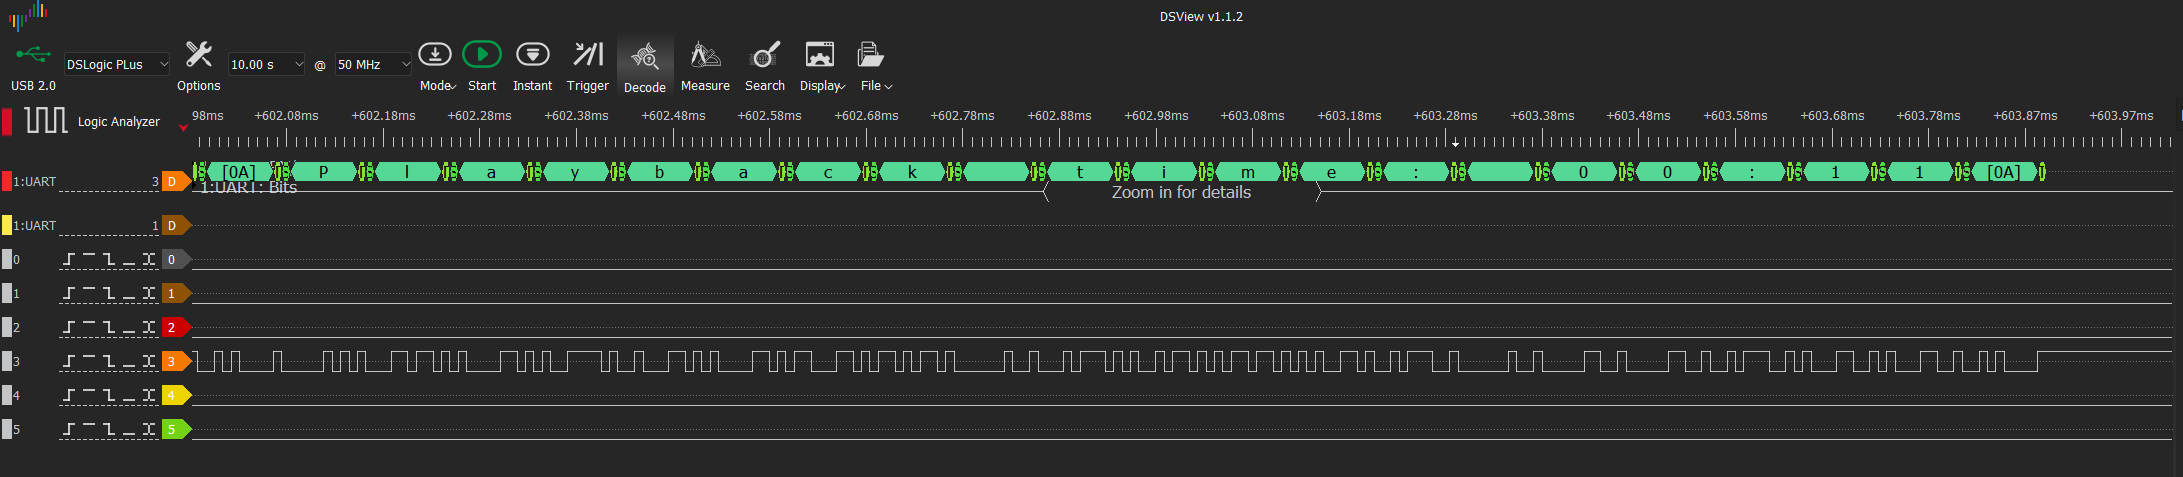 DSView v1.1.2
USB 2.0 DSLogic PLus Options 10.00 s @ 50 MHz Mode Start Instant Trigger Decode Measure Search Display File
Logic Analyzer 98ms +602.08ms +602.18ms +602.28ms +602.38ms +602.48ms +602.58ms +602.68ms +602.78ms +602.88ms +602.98ms +603.08ms +603.18ms +603.28ms +603.38ms +603.48ms +603.58ms +603.68ms +603.78ms +603.87ms +603.97ms
1:UART 3 D [0A] P l a y b a c k t i m e : 0 0 : 1 1 [0A]
1:UART: Bits Zoom in for details
1:UART 1 D
0 0
1 1
2 2
3 3
4 4
5 5